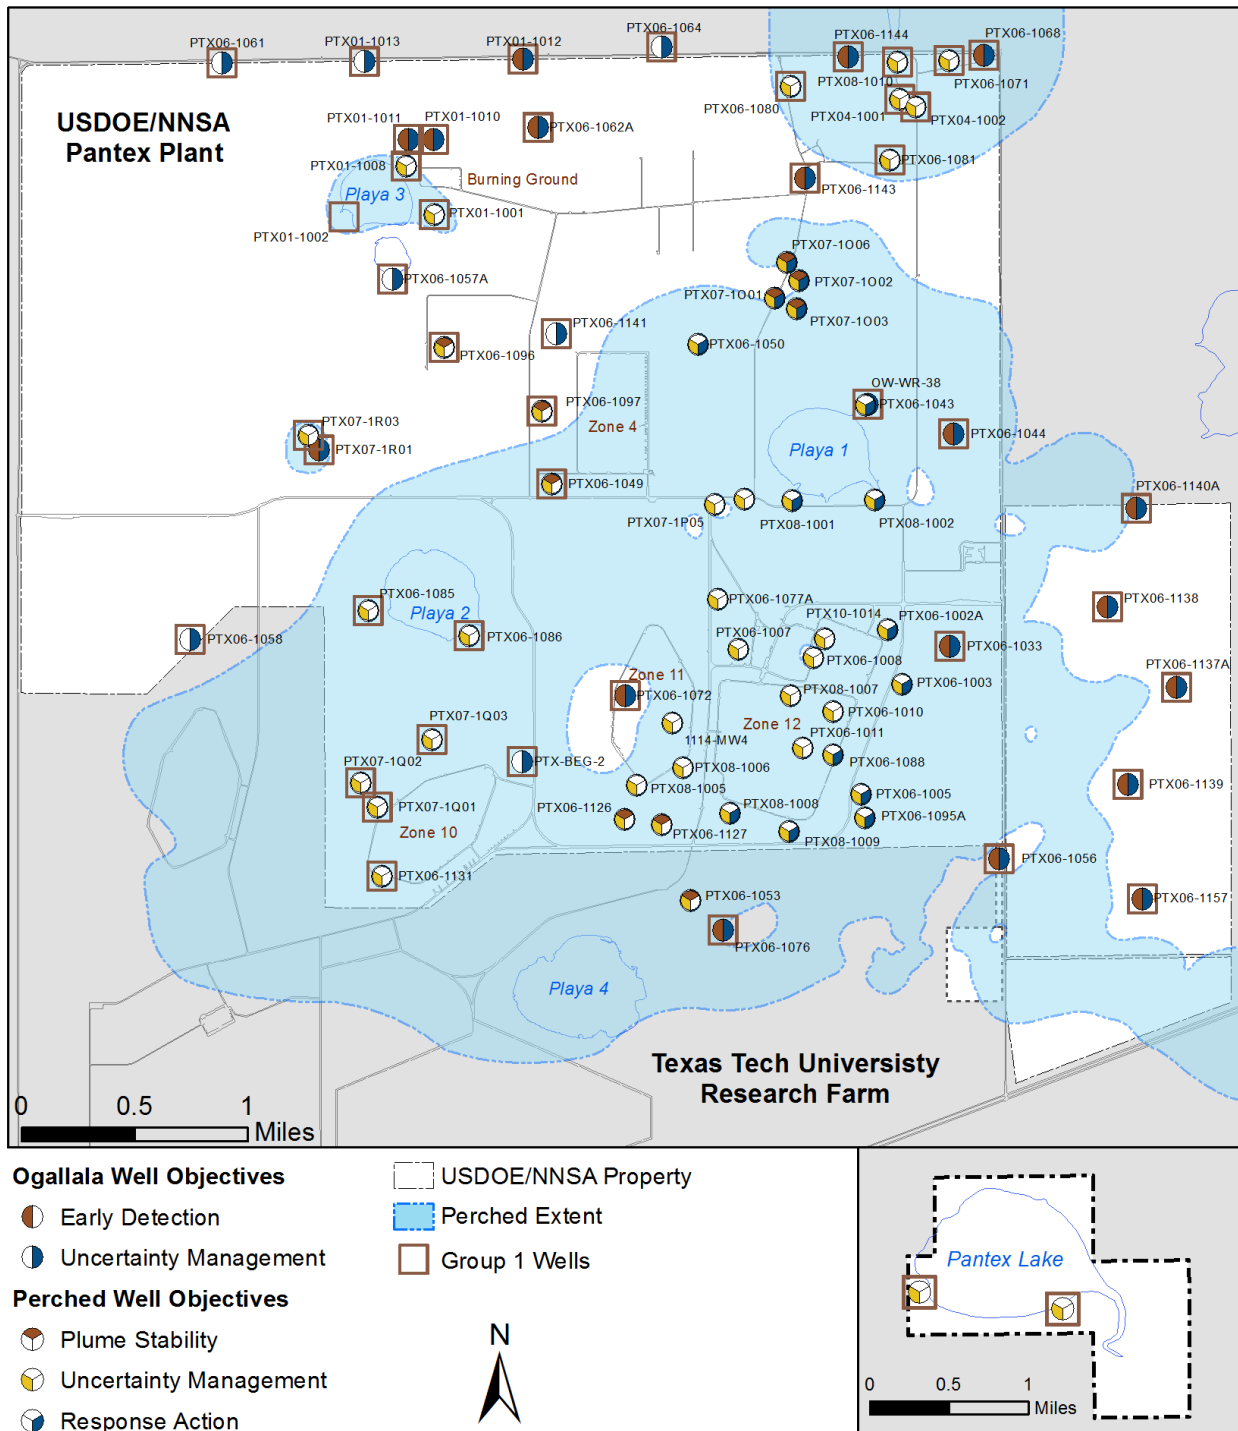 PTX06-1064
PTX06-1061
PTX01-1013
PTX01-1012
PTX06-1144
PTX06-1068
PTX08-1010
PTX06-1071
PTX06-1080
PTX04-1001
PTX04-1002
USDOE/NNSA
Pantex Plant
PTX01-1011
PTX01-1010
PTX06-1062A
PTX01-1008
PTX06-1081
Burning Ground
PTX06-1143
Playa 3
PTX01-1001
PTX01-1002
PTX07-1O06
PTX06-1057A
PTX07-1O02
PTX07-1O01
PTX07-1O03
PTX06-1141
PTX06-1050
PTX06-1096
OW-WR-38
PTX06-1043
PTX06-1097
PTX07-1R03
Zone 4
PTX06-1044
PTX07-1R01
Playa 1
PTX06-1049
PTX06-1140A
PTX07-1P05
PTX08-1001
PTX08-1002
PTX06-1085
PTX06-1077A
PTX06-1138
Playa 2
PTX10-1014
PTX06-1002A
PTX06-1058
PTX06-1086
PTX06-1007
PTX06-1033
PTX06-1008
PTX06-1137A
Zone 11
PTX06-1072
PTX08-1007
PTX06-1003
PTX06-1010
PTX07-1Q03
Zone 12
1114-MW4
PTX06-1011
PTX07-1Q02
PTX-BEG-2
PTX08-1006
PTX06-1088
PTX08-1005
PTX06-1139
PTX07-1Q01
PTX06-1126
PTX08-1008
PTX06-1005
Zone 10
PTX06-1127
PTX06-1095A
PTX08-1009
PTX06-1056
PTX06-1131
PTX06-1053
PTX06-1157
PTX06-1076
Playa 4
Texas Tech Universisty
Research Farm
0 0.5 1
Miles
Ogallala Well Objectives
Early Detection
Uncertainty Management
Perched Well Objectives
Plume Stability
Uncertainty Management
Response Action
USDOE/NNSA Property
Perched Extent
Group 1 Wells
N
Pantex Lake
0 0.5 1
Miles